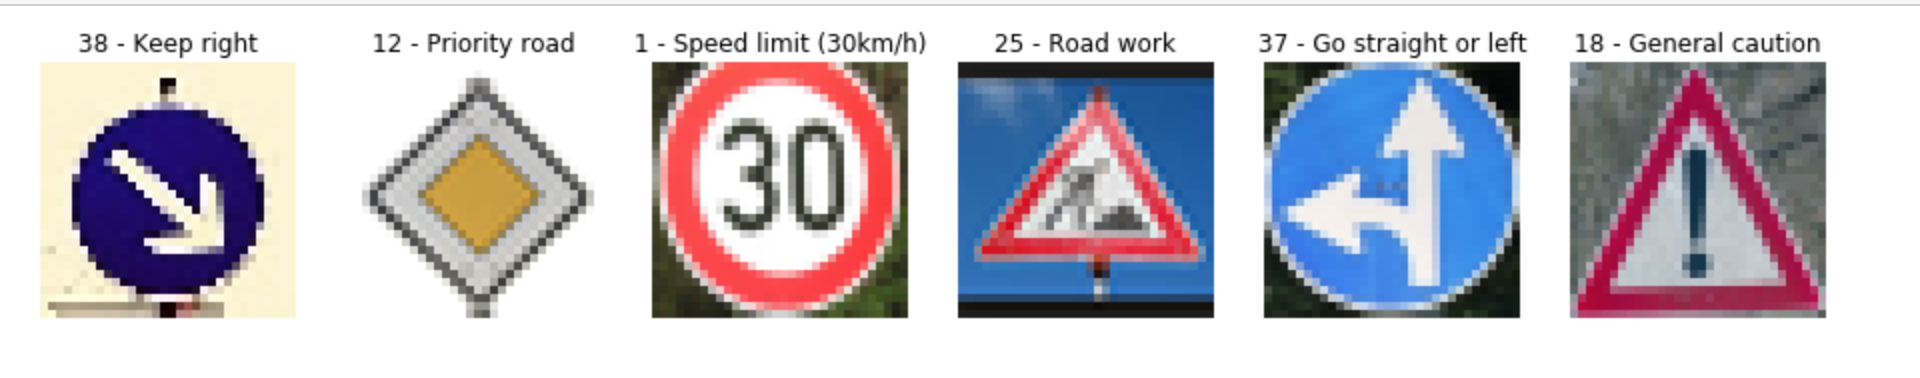 38 - Keep right
12 - Priority road
1 - Speed limit (30km/h)
25 - Road work
37 - Go straight or left
18 - General caution
30